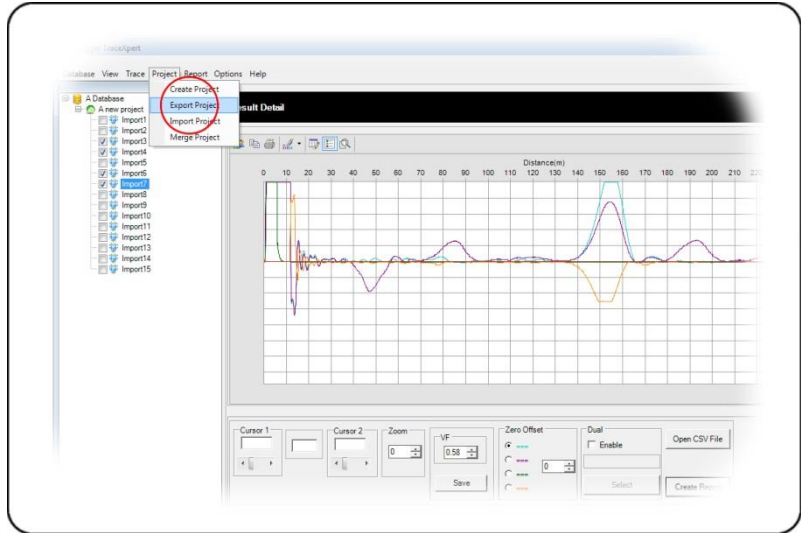 TraceXpert
Database View Trace Project Report Options Help
Create Project
Export Project
Import Project
Merge Project
A Database
A new project
Import1
Import2
Import3
Import4
Import5
Import6
Import7
Import8
Import9
Import10
Import11
Import12
Import13
Import14
Import15
Result Detail
Distance(m)
0 10 20 30 40 50 60 70 80 90 100 110 120 130 140 150 160 170 180 190 200 210 220
Cursor 1
Cursor 2
Zoom
0
VF
0.58
Save
Zero Offset
0
Dual
Enable
Select
Open CSV File
Create Report